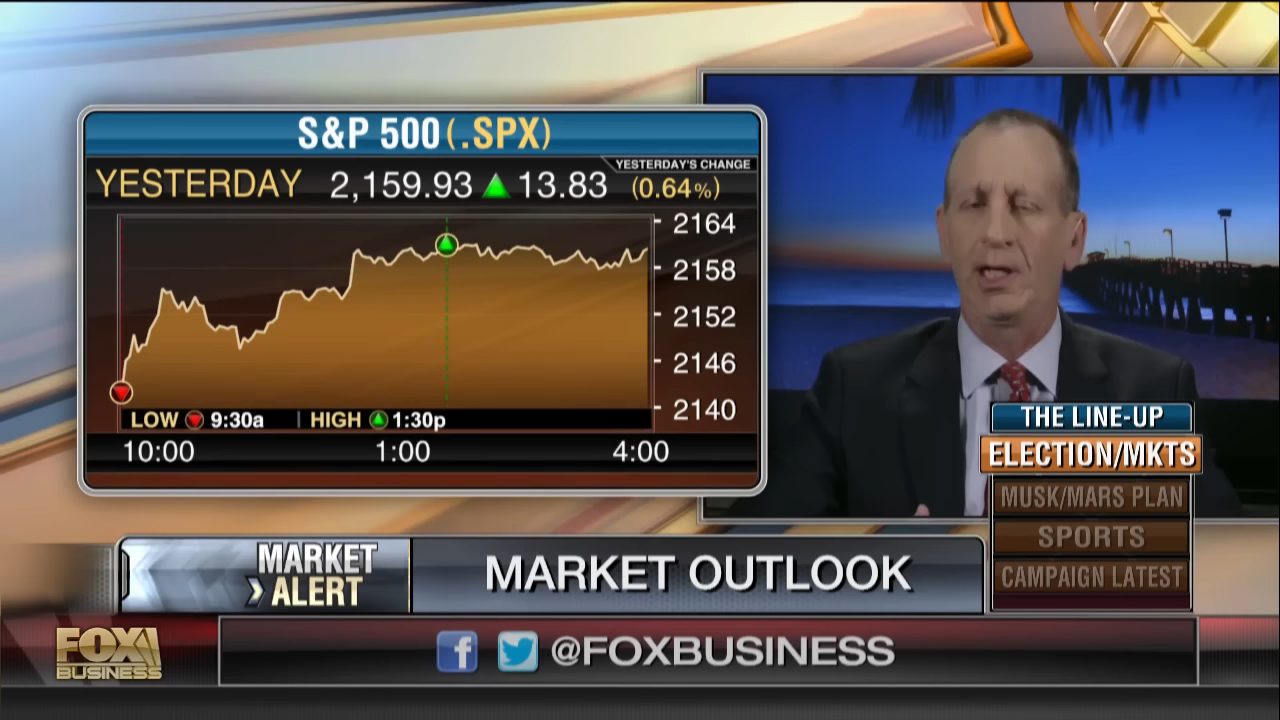 S&P 500 (.SPX)
YESTERDAY'S CHANGE
YESTERDAY 2,159.93 13.83 (0.64%)
2164
2158
2152
2146
2140
LOW 9:30a | HIGH 1:30p
10:00 1:00 4:00
THE LINE-UP
ELECTION/MKTS
MUSK/MARS PLAN
SPORTS
CAMPAIGN LATEST
MARKET
ALERT
MARKET OUTLOOK
FOX
BUSINESS
f @FOXBUSINESS